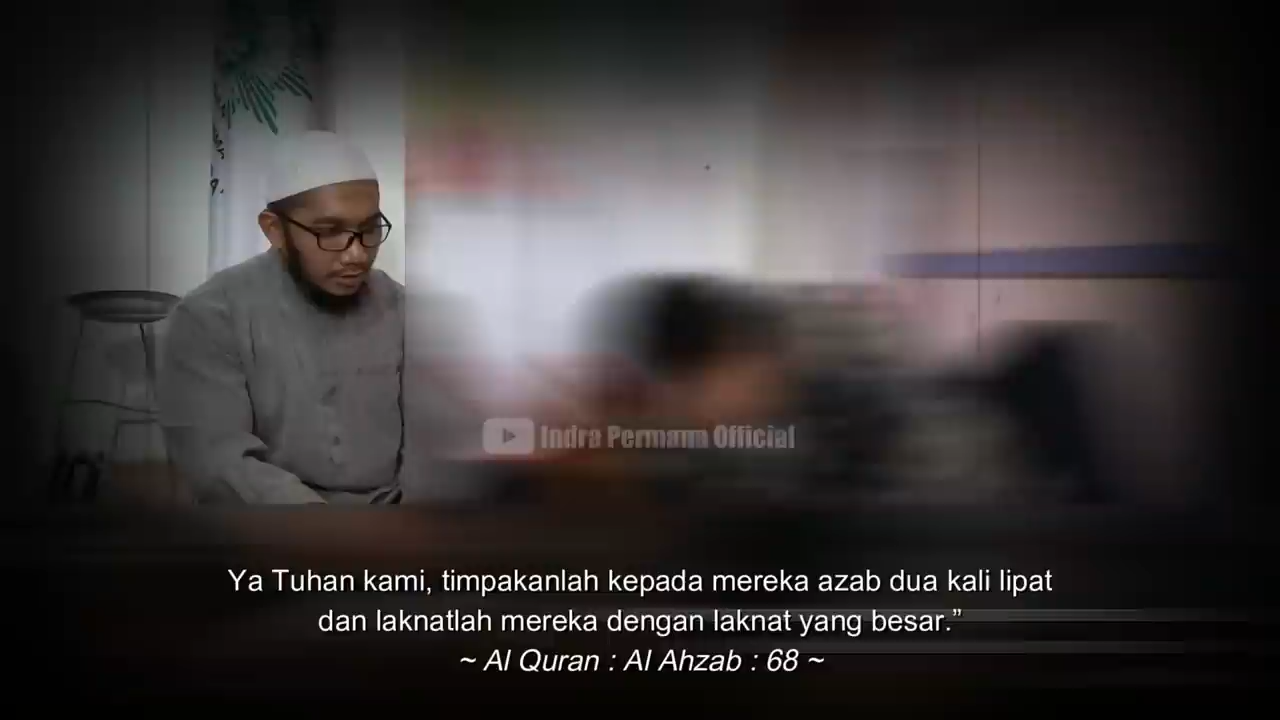 Indra Permana Official
Ya Tuhan kami, timpakanlah kepada mereka azab dua kali lipat
dan laknatlah mereka dengan laknat yang besar.”
~ Al Quran : Al Ahzab : 68 ~